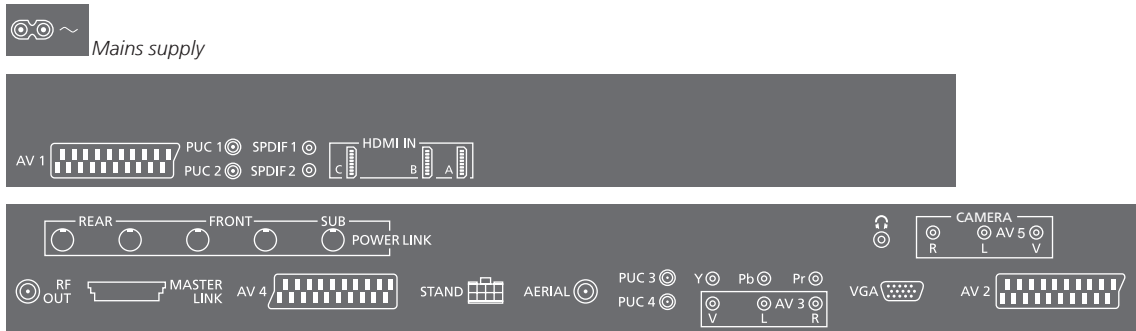 Mains supply
AV 1
PUC 1
SPDIF 1
PUC 2
SPDIF 2
HDMI IN
C
B
A
REAR
FRONT
SUB
POWER LINK
CAMERA
R
L
AV 5
V
RF OUT
MASTER LINK
AV 4
STAND
AERIAL
PUC 3
PUC 4
Y
Pb
Pr
AV 3
V
L
R
VGA
AV 2